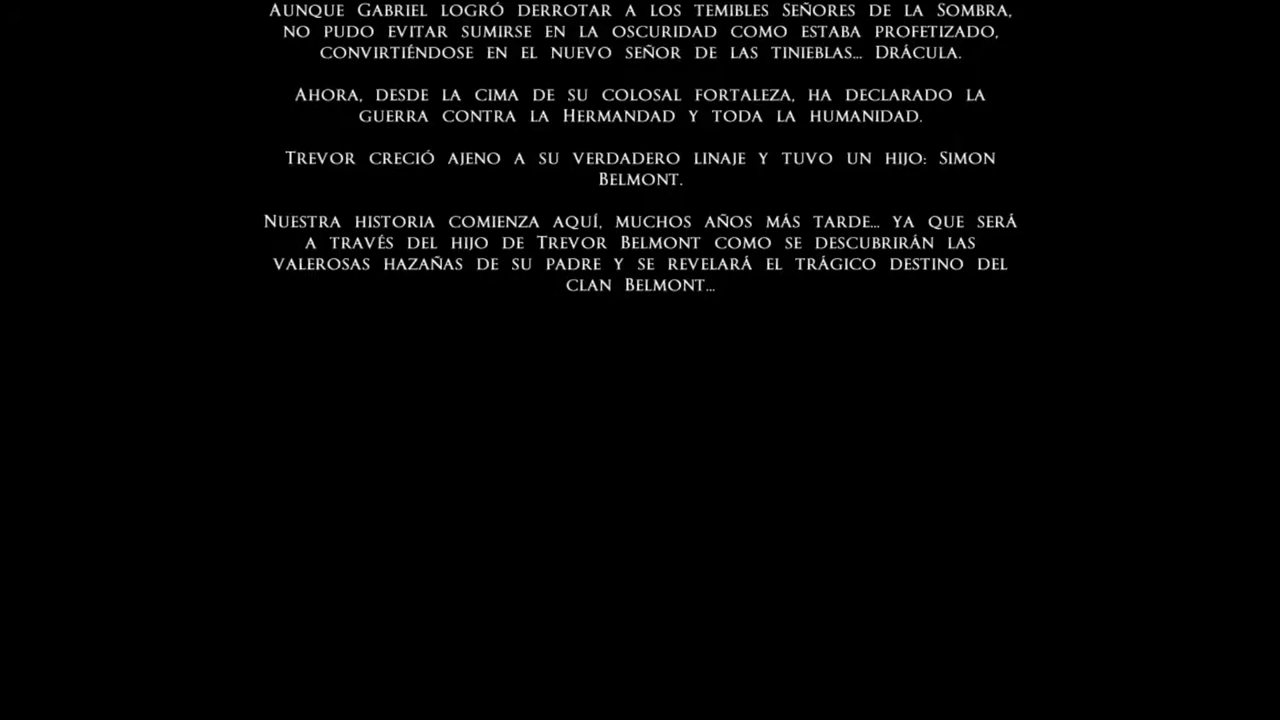 Aunque Gabriel logró derrotar a los temibles Señores de la Sombra,
no pudo evitar sumirse en la oscuridad como estaba profetizado,
convirtiéndose en el nuevo señor de las tinieblas... Drácula.
Ahora, desde la cima de su colosal fortaleza, ha declarado la
guerra contra la Hermandad y toda la humanidad.
Trevor creció ajeno a su verdadero linaje y tuvo un hijo: Simon
Belmont.
Nuestra historia comienza aquí, muchos años más tarde... ya que será
a través del hijo de Trevor Belmont como se descubrirán las
valerosas hazañas de su padre y se revelará el trágico destino del
clan Belmont...